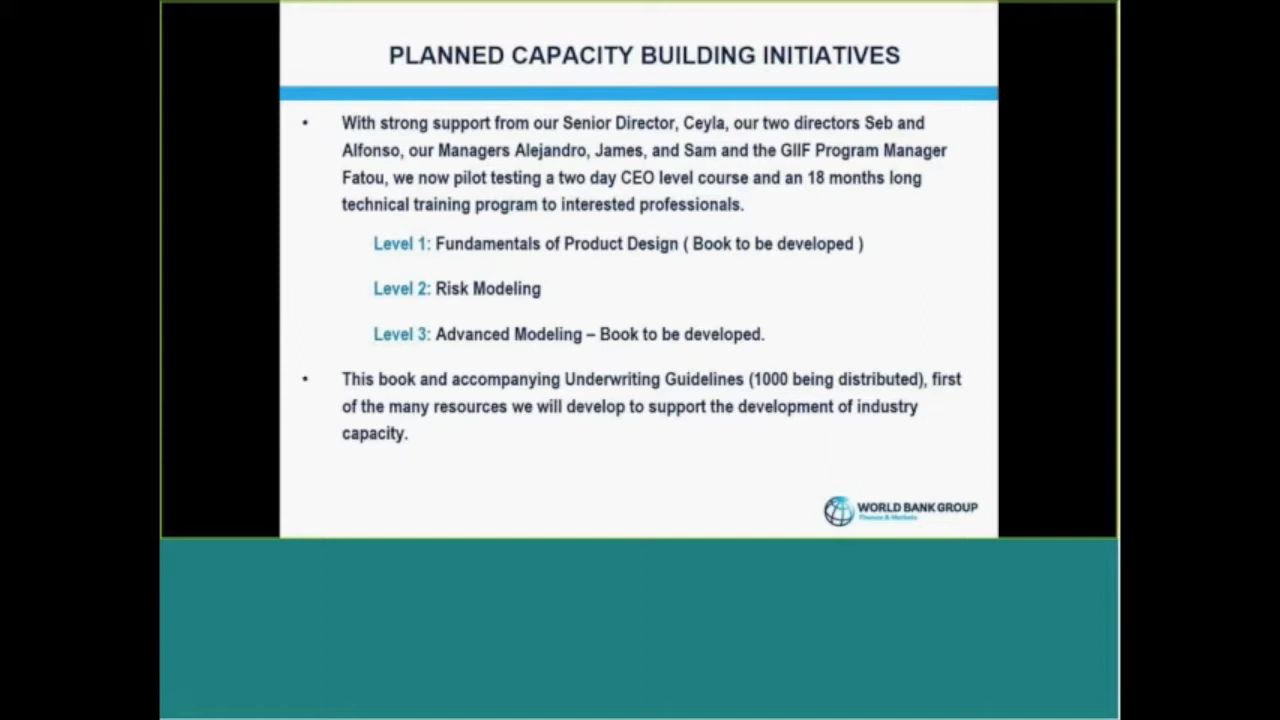 PLANNED CAPACITY BUILDING INITIATIVES
• With strong support from our Senior Director, Ceyla, our two directors Seb and
Alfonso, our Managers Alejandro, James, and Sam and the GIIF Program Manager
Fatou, we now pilot testing a two day CEO level course and an 18 months long
technical training program to interested professionals.
Level 1: Fundamentals of Product Design ( Book to be developed )
Level 2: Risk Modeling
Level 3: Advanced Modeling – Book to be developed.
• This book and accompanying Underwriting Guidelines (1000 being distributed), first
of the many resources we will develop to support the development of industry
capacity.
WORLD BANK GROUP
Finance & Markets